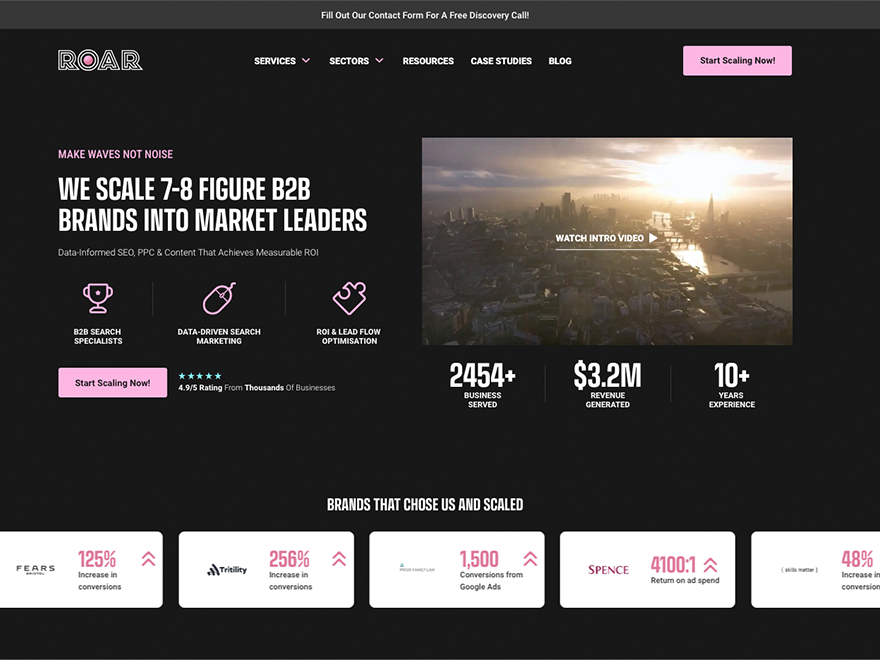 Fill Out Our Contact Form For A Free Discovery Call!
ROAR
SERVICES
SECTORS
RESOURCES
CASE STUDIES
BLOG
Start Scaling Now!
MAKE WAVES NOT NOISE
WE SCALE 7-8 FIGURE B2B
BRANDS INTO MARKET LEADERS
Data-Informed SEO, PPC & Content That Achieves Measurable ROI
B2B SEARCH
SPECIALISTS
DATA-DRIVEN SEARCH
MARKETING
ROI & LEAD FLOW
OPTIMISATION
Start Scaling Now!
4.9/5 Rating From Thousands Of Businesses
WATCH INTRO VIDEO
2454+
BUSINESS
SERVED
$3.2M
REVENUE
GENERATED
10+
YEARS
EXPERIENCE
BRANDS THAT CHOSE US AND SCALED
FEARS
BRISTOL
125%
Increase in
conversions
Tritility
256%
Increase in
conversions
1,500
Conversions from
Google Ads
SPENCE
4100:1
Return on ad spend
{ skills matter }
48%
Increase in
conversion